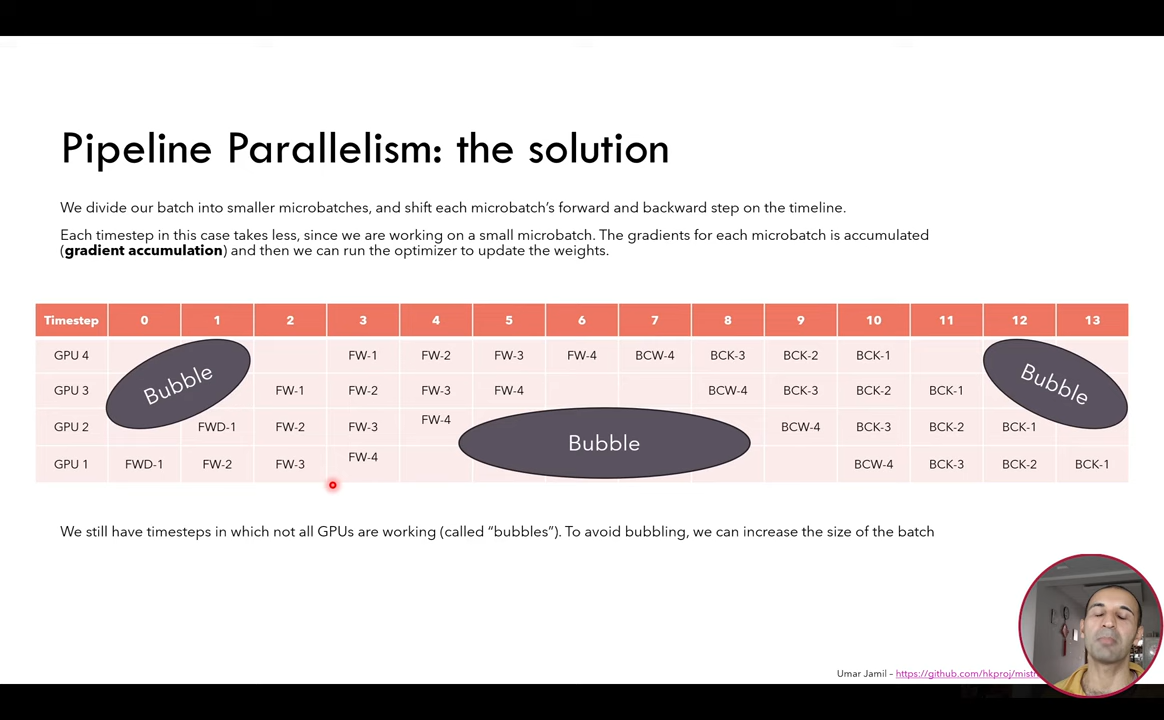 Pipeline Parallelism: the solution
We divide our batch into smaller microbatches, and shift each microbatch's forward and backward step on the timeline.
Each timestep in this case takes less, since we are working on a small microbatch. The gradients for each microbatch is accumulated
(gradient accumulation) and then we can run the optimizer to update the weights.
Timestep 0 1 2 3 4 5 6 7 8 9 10 11 12 13
GPU 4 FW-1 FW-2 FW-3 FW-4 BCW-4 BCK-3 BCK-2 BCK-1
Bubble Bubble
GPU 3 FW-1 FW-2 FW-3 FW-4 BCW-4 BCK-3 BCK-2 BCK-1
GPU 2 FWD-1 FW-2 FW-3 FW-4 BCW-4 BCK-3 BCK-2 BCK-1
Bubble
GPU 1 FWD-1 FW-2 FW-3 FW-4 BCW-4 BCK-3 BCK-2 BCK-1
We still have timesteps in which not all GPUs are working (called “bubbles”). To avoid bubbling, we can increase the size of the batch
Umar Jamil – https://github.com/hkproj/mist